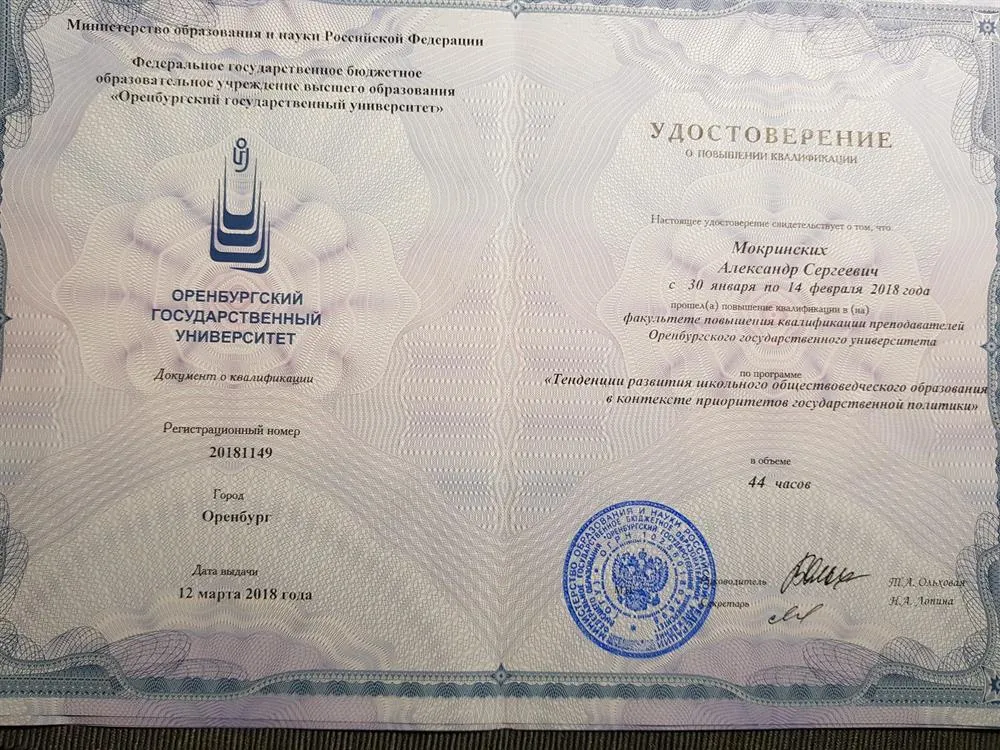 Министерство образования и науки Российской Федерации
Федеральное государственное бюджетное
образовательное учреждение высшего образования
«Оренбургский государственный университет»
ОРЕНБУРГСКИЙ
ГОСУДАРСТВЕННЫЙ
УНИВЕРСИТЕТ
Документ о квалификации
Регистрационный номер
20181149
Город
Оренбург
Дата выдачи
12 марта 2018 года
УДОСТОВЕРЕНИЕ
О ПОВЫШЕНИИ КВАЛИФИКАЦИИ
Настоящее удостоверение свидетельствует о том, что
Мокринских
Александр Сергеевич
с 30 января по 14 февраля 2018 года
прошел(а) повышение квалификации в (на)
факультете повышения квалификации преподавателей
Оренбургского государственного университета
по программе
«Тенденции развития школьного обществоведческого образования
в контексте приоритетов государственной политики»
в объеме
44 часов
Руководитель Т.А. Ольховая
Секретарь Н.А. Лопина